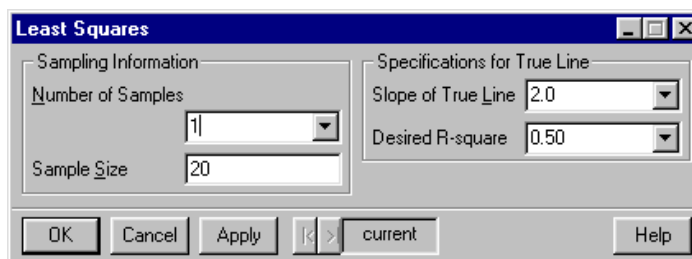 Least Squares
Sampling Information
Number of Samples
1
Sample Size
20
Specifications for True Line
Slope of True Line
2.0
Desired R-square
0.50
OK
Cancel
Apply
|<
>|
current
Help